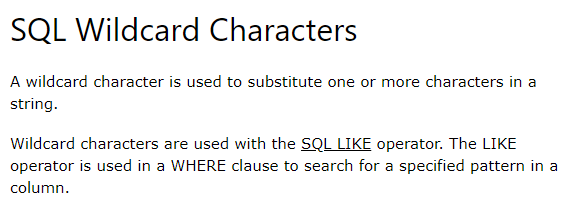 SQL Wildcard Characters
A wildcard character is used to substitute one or more characters in a
string.
Wildcard characters are used with the SQL LIKE operator. The LIKE
operator is used in a WHERE clause to search for a specified pattern in a
column.